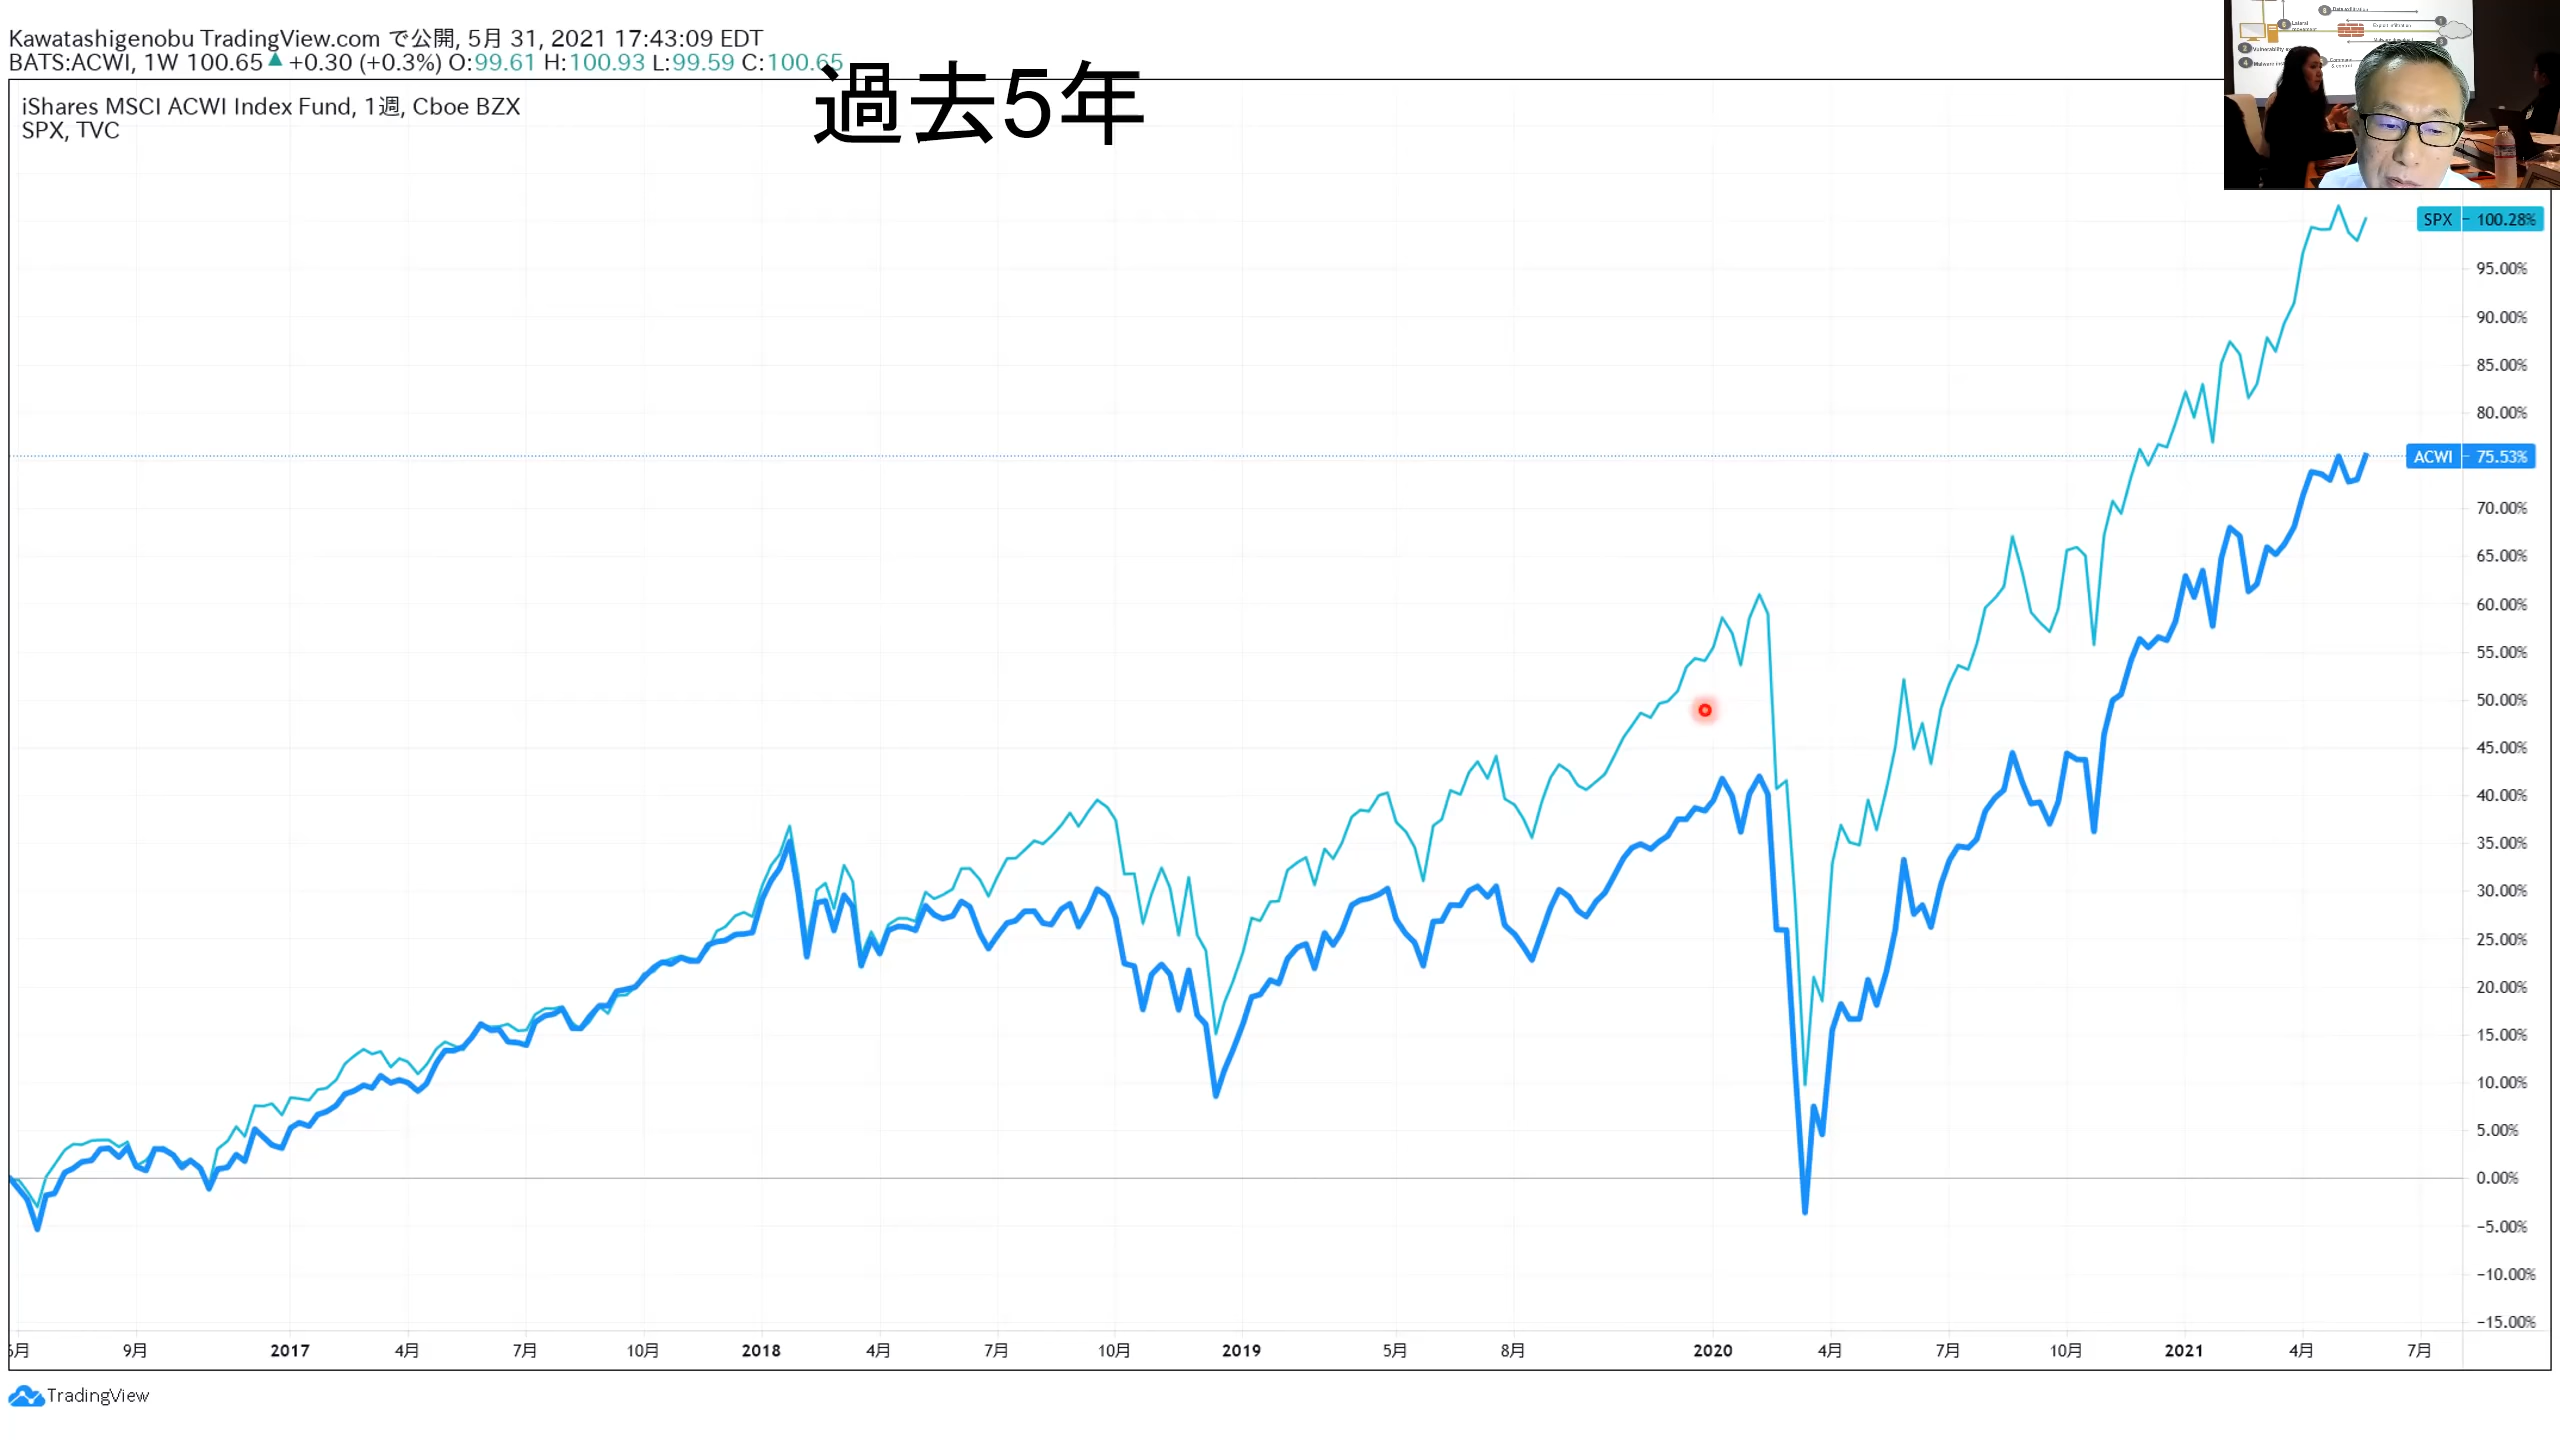 Kawatashigenobu TradingView.com で公開, 5月 31, 2021 17:43:09 EDT
BATS:ACWI, 1W 100.65▲ +0.30 (+0.3%) O:99.61 H:100.93 L:99.59 C:100.65
過去5年
iShares MSCI ACWI Index Fund, 1週, Cboe BZX
SPX, TVC
SPX 100.28%
95.00%
90.00%
85.00%
80.00%
ACWI 75.53%
70.00%
65.00%
60.00%
55.00%
50.00%
45.00%
40.00%
35.00%
30.00%
25.00%
20.00%
15.00%
10.00%
5.00%
0.00%
−5.00%
−10.00%
−15.00%
月 9月 2017 4月 7月 10月 2018 4月 7月 10月 2019 5月 8月 2020 4月 7月 10月 2021 4月 7月
TradingView